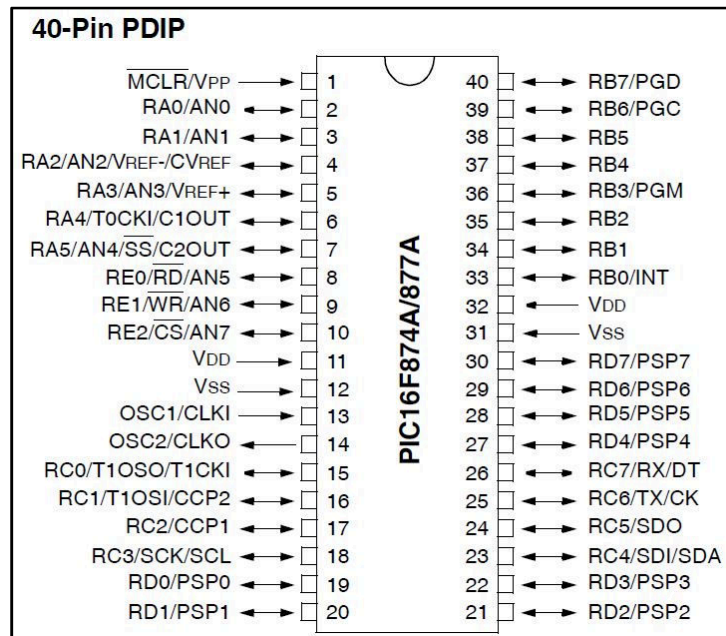 40-Pin PDIP
MCLR/VPP 1
RA0/AN0 2
RA1/AN1 3
RA2/AN2/VREF-/CVREF 4
RA3/AN3/VREF+ 5
RA4/T0CKI/C1OUT 6
RA5/AN4/SS/C2OUT 7
RE0/RD/AN5 8
RE1/WR/AN6 9
RE2/CS/AN7 10
VDD 11
VSS 12
OSC1/CLKI 13
OSC2/CLKO 14
RC0/T1OSO/T1CKI 15
RC1/T1OSI/CCP2 16
RC2/CCP1 17
RC3/SCK/SCL 18
RD0/PSP0 19
RD1/PSP1 20
PIC16F874A/877A
40 RB7/PGD
39 RB6/PGC
38 RB5
37 RB4
36 RB3/PGM
35 RB2
34 RB1
33 RB0/INT
32 VDD
31 VSS
30 RD7/PSP7
29 RD6/PSP6
28 RD5/PSP5
27 RD4/PSP4
26 RC7/RX/DT
25 RC6/TX/CK
24 RC5/SDO
23 RC4/SDI/SDA
22 RD3/PSP3
21 RD2/PSP2